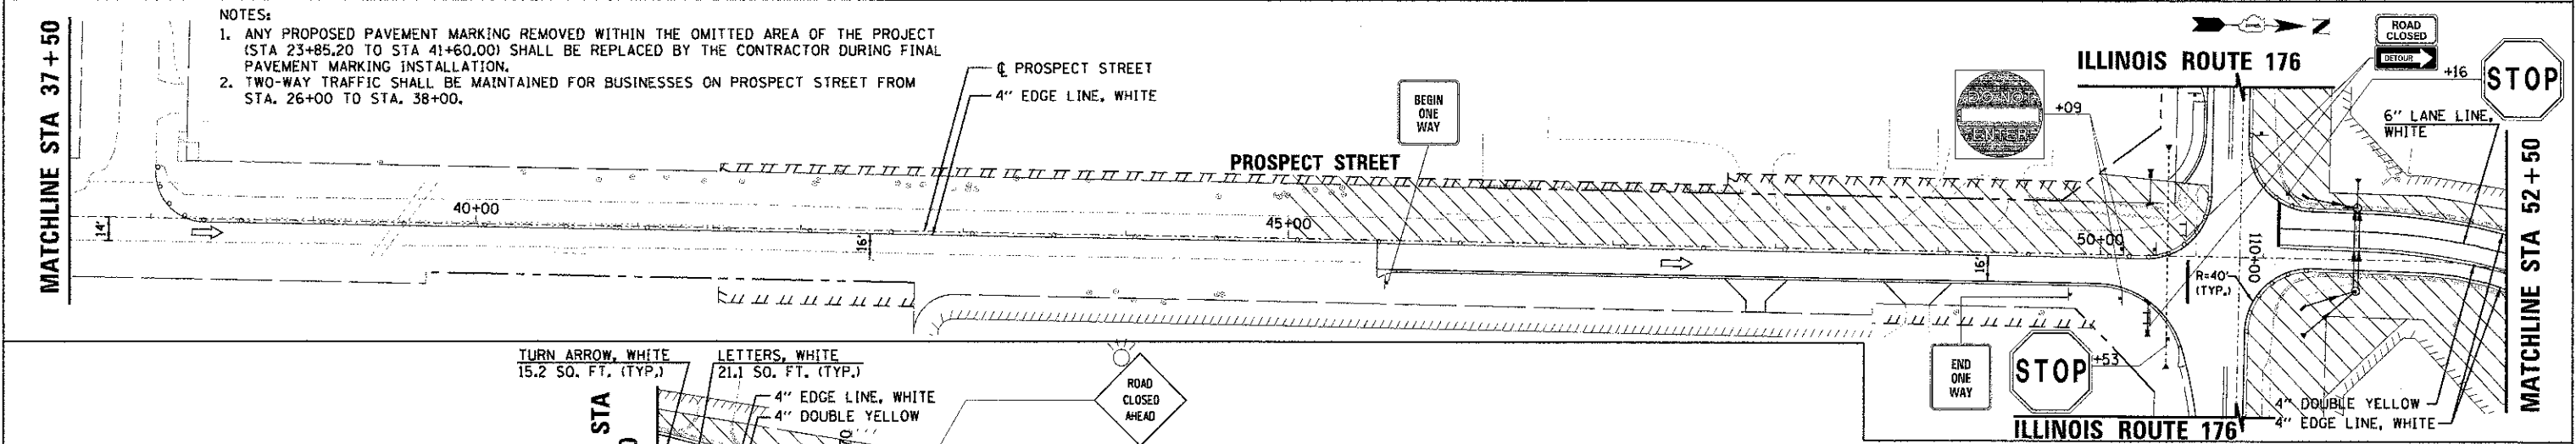 NOTES:
1. ANY PROPOSED PAVEMENT MARKING REMOVED WITHIN THE OMITTED AREA OF THE PROJECT
(STA 23+85.20 TO STA 41+60.00) SHALL BE REPLACED BY THE CONTRACTOR DURING FINAL
PAVEMENT MARKING INSTALLATION.
2. TWO-WAY TRAFFIC SHALL BE MAINTAINED FOR BUSINESSES ON PROSPECT STREET FROM
STA. 26+00 TO STA. 38+00.
MATCHLINE STA 37+50
℄ PROSPECT STREET
4" EDGE LINE, WHITE
BEGIN
ONE
WAY
PROSPECT STREET
DO NOT
ENTER
+09
ILLINOIS ROUTE 176
N
ROAD
CLOSED
DETOUR
+16
STOP
6" LANE LINE,
WHITE
MATCHLINE STA 52+50
14'
40+00
16'
45+00
50+00
16'
R=40'
(TYP.)
110+00
END
ONE
WAY
STOP
+53
4" DOUBLE YELLOW
4" EDGE LINE, WHITE
ILLINOIS ROUTE 176
TURN ARROW, WHITE
15.2 SQ. FT. (TYP.)
LETTERS, WHITE
21.1 SQ. FT. (TYP.)
4" EDGE LINE, WHITE
4" DOUBLE YELLOW
STA
ROAD
CLOSED
AHEAD